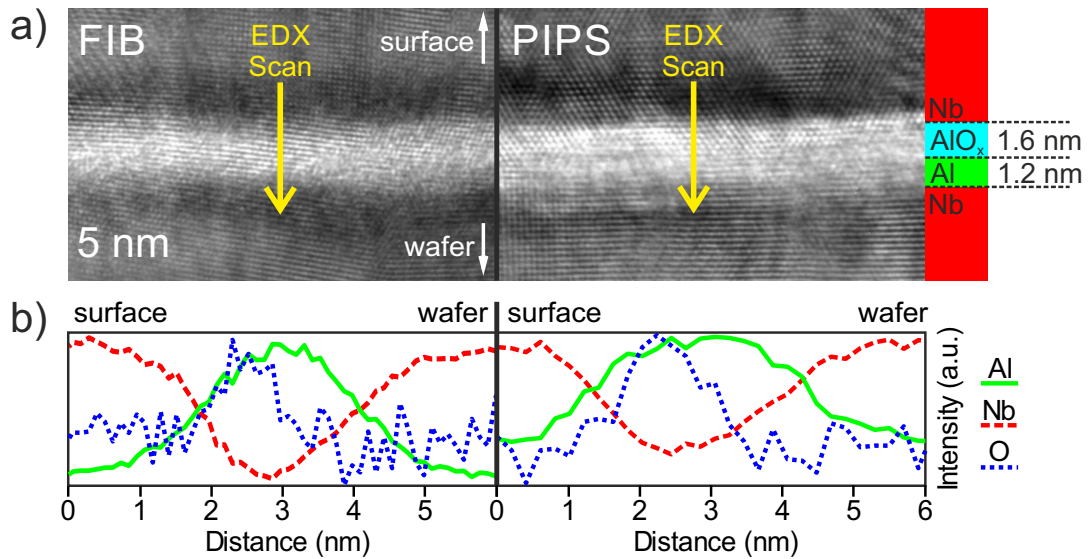 a)
FIB
EDX
Scan
surface
5 nm
wafer
PIPS
EDX
Scan
Nb
AlOₓ 1.6 nm
Al 1.2 nm
Nb
b)
surface wafer
surface wafer
0 1 2 3 4 5
Distance (nm)
0 1 2 3 4 5 6
Distance (nm)
Intensity (a.u.)
Al
Nb
O